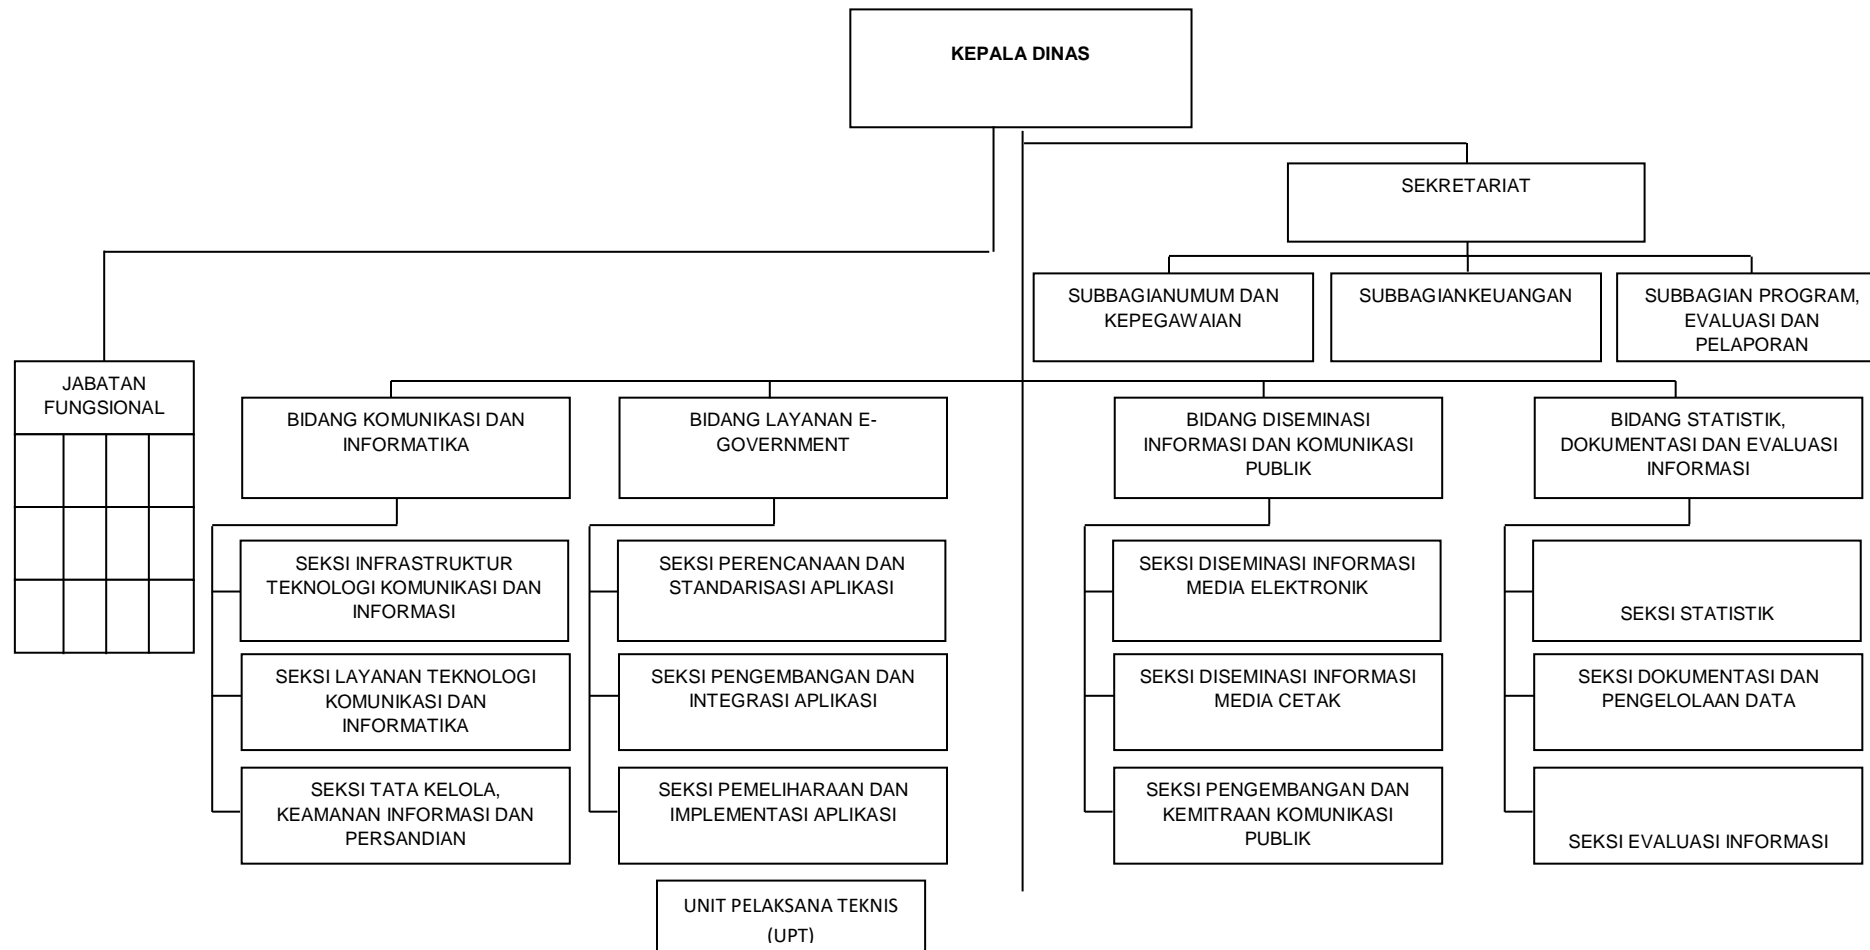 KEPALA DINAS
SEKRETARIAT
SUBBAGIANUMUM DAN
KEPEGAWAIAN
SUBBAGIANKEUANGAN
SUBBAGIAN PROGRAM,
EVALUASI DAN
PELAPORAN
JABATAN
FUNGSIONAL
BIDANG KOMUNIKASI DAN
INFORMATIKA
BIDANG LAYANAN E-
GOVERNMENT
BIDANG DISEMINASI
INFORMASI DAN KOMUNIKASI
PUBLIK
BIDANG STATISTIK,
DOKUMENTASI DAN EVALUASI
INFORMASI
SEKSI INFRASTRUKTUR
TEKNOLOGI KOMUNIKASI DAN
INFORMASI
SEKSI PERENCANAAN DAN
STANDARISASI APLIKASI
SEKSI DISEMINASI INFORMASI
MEDIA ELEKTRONIK
SEKSI STATISTIK
SEKSI LAYANAN TEKNOLOGI
KOMUNIKASI DAN
INFORMATIKA
SEKSI PENGEMBANGAN DAN
INTEGRASI APLIKASI
SEKSI DISEMINASI INFORMASI
MEDIA CETAK
SEKSI DOKUMENTASI DAN
PENGELOLAAN DATA
SEKSI TATA KELOLA,
KEAMANAN INFORMASI DAN
PERSANDIAN
SEKSI PEMELIHARAAN DAN
IMPLEMENTASI APLIKASI
SEKSI PENGEMBANGAN DAN
KEMITRAAN KOMUNIKASI
PUBLIK
SEKSI EVALUASI INFORMASI
UNIT PELAKSANA TEKNIS
(UPT)